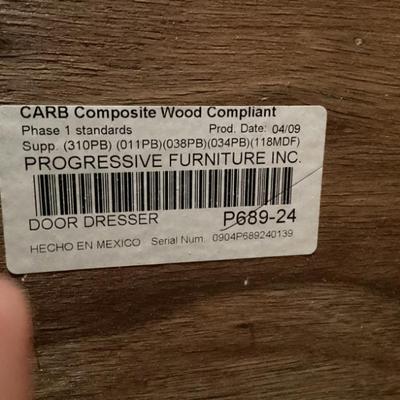 CARB Composite Wood Compliant
Phase 1 standards Prod. Date: 04/09
Supp. (310PB) (011PB)(038PB)(034PB)(118MDF)
PROGRESSIVE FURNITURE INC.
DOOR DRESSER P689-24
HECHO EN MEXICO Serial Num. 0904P689240139